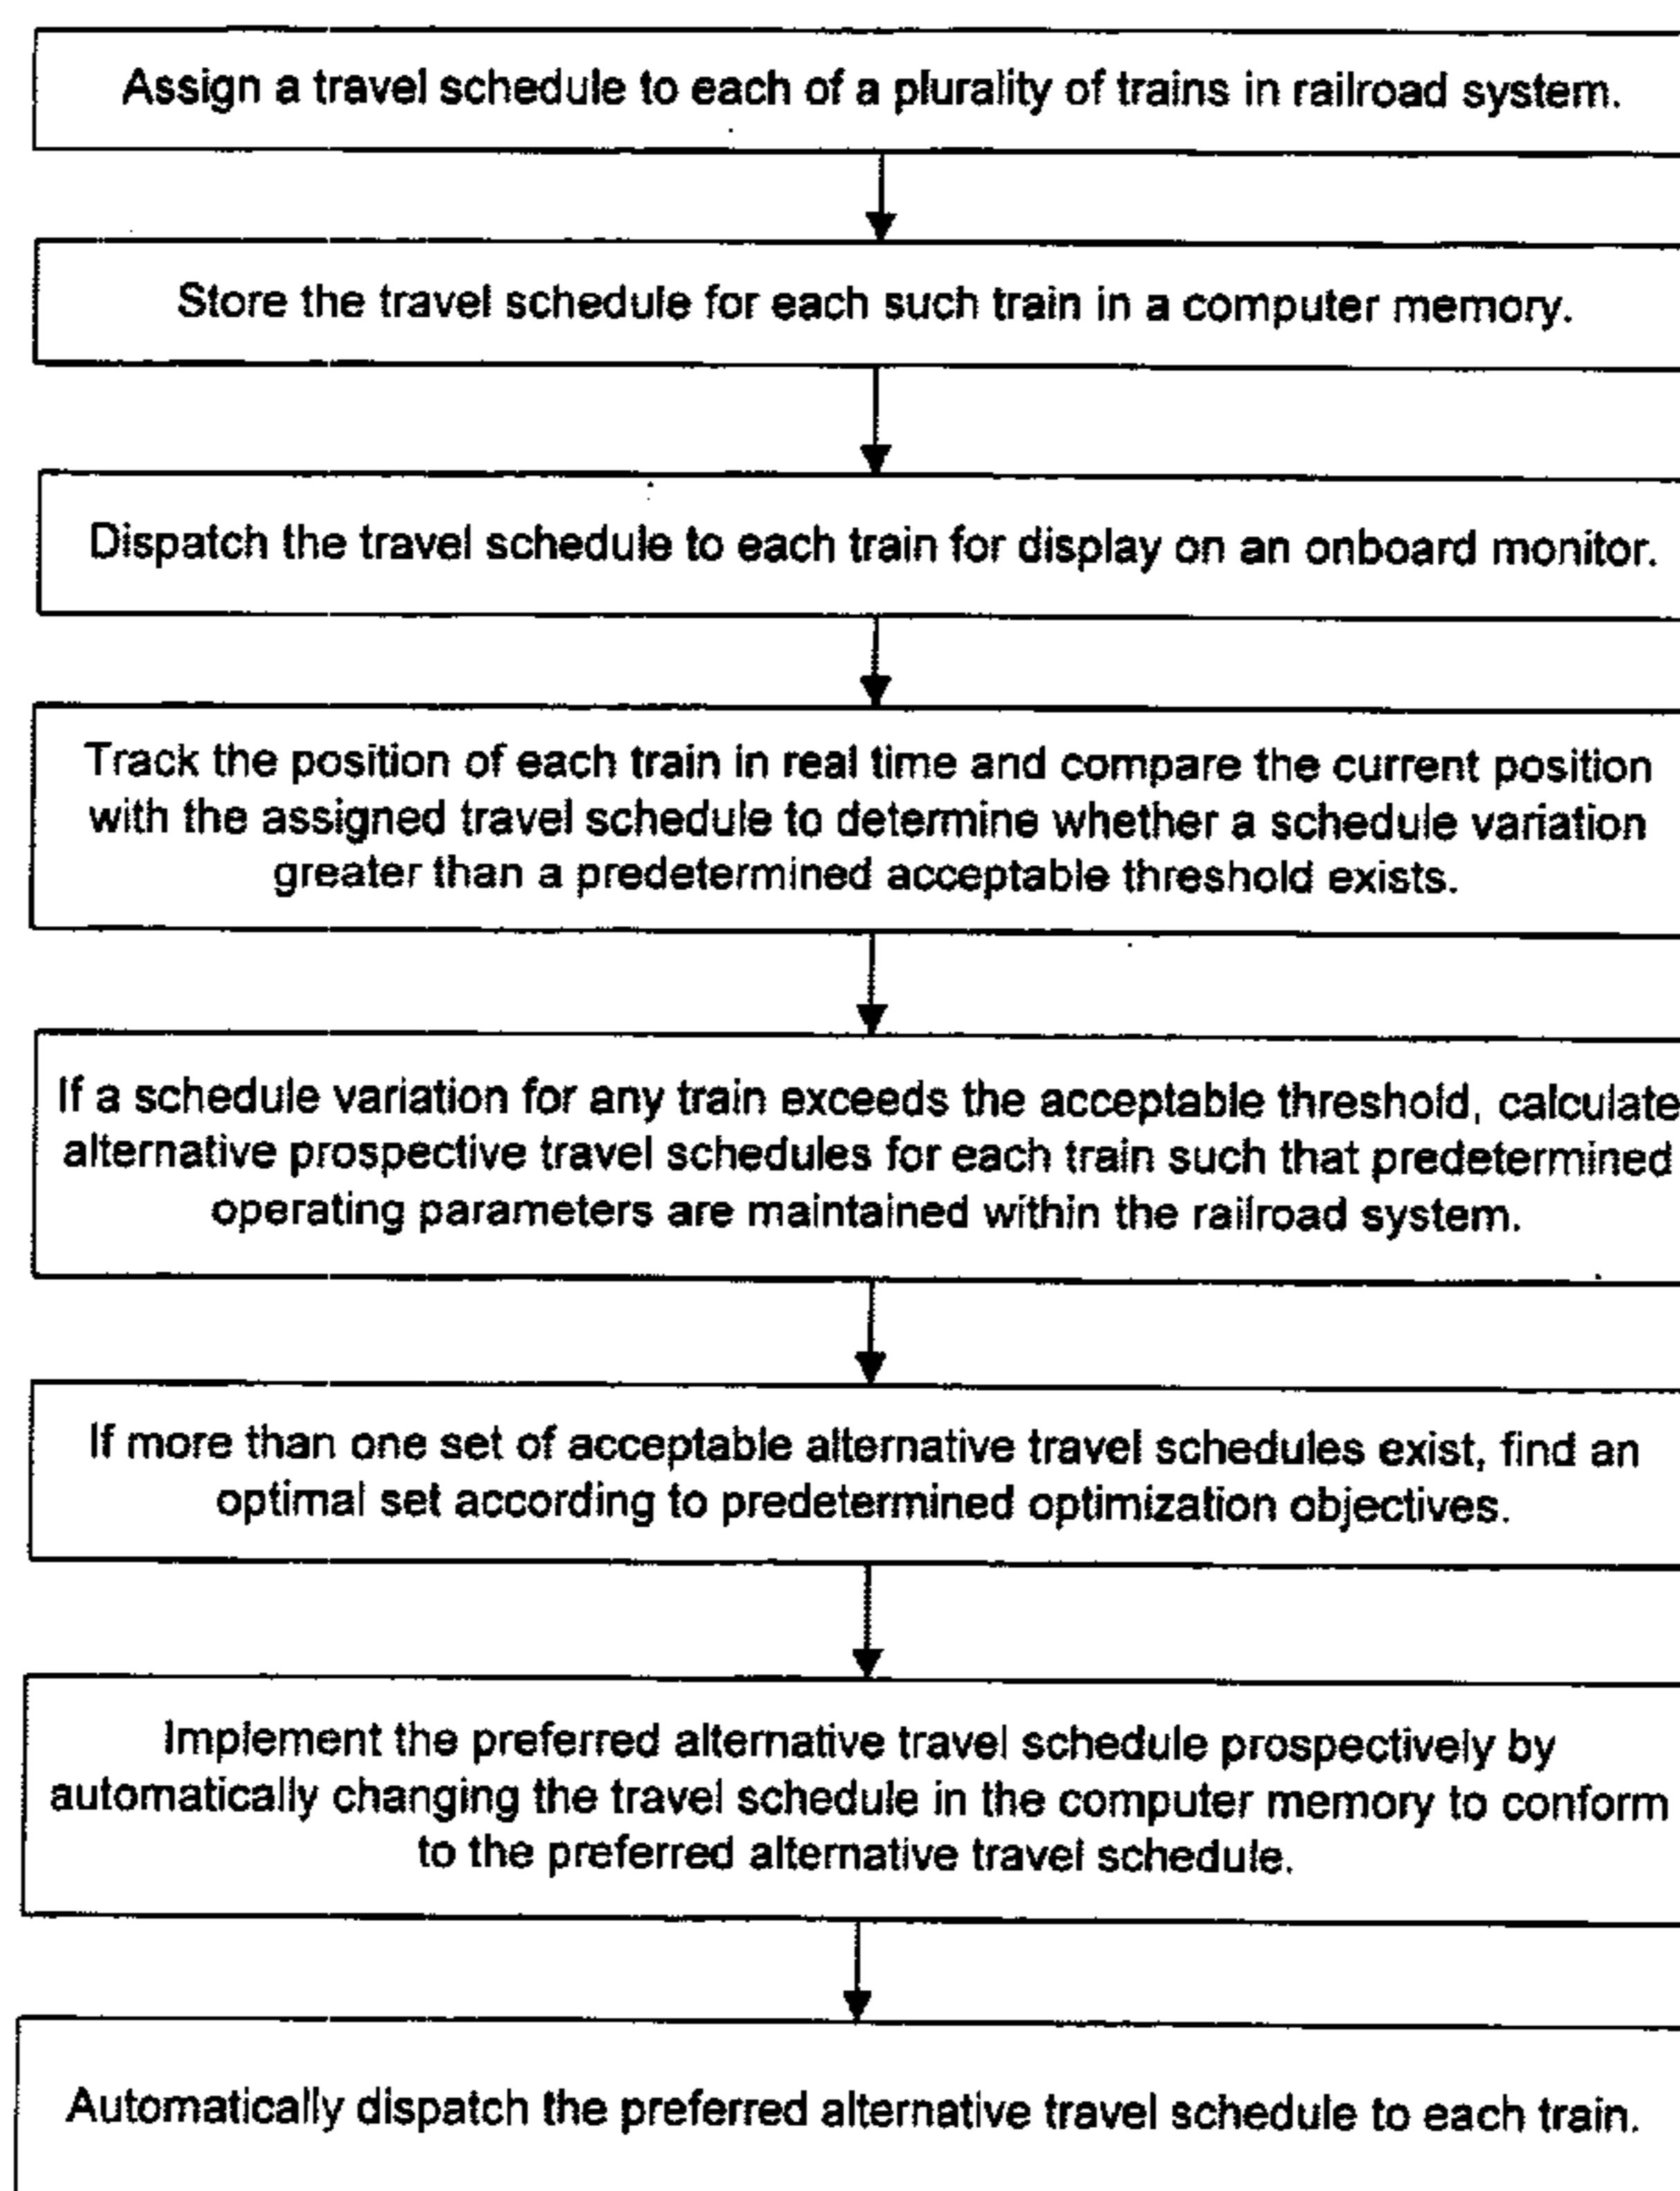 Assign a travel schedule to each of a plurality of trains in railroad system.
Store the travel schedule for each such train in a computer memory.
Dispatch the travel schedule to each train for display on an onboard monitor.
Track the position of each train in real time and compare the current position
with the assigned travel schedule to determine whether a schedule variation
greater than a predetermined acceptable threshold exists.
If a schedule variation for any train exceeds the acceptable threshold, calculate
alternative prospective travel schedules for each train such that predetermined
operating parameters are maintained within the railroad system.
If more than one set of acceptable alternative travel schedules exist, find an
optimal set according to predetermined optimization objectives.
Implement the preferred alternative travel schedule prospectively by
automatically changing the travel schedule in the computer memory to conform
to the preferred alternative travel schedule.
Automatically dispatch the preferred alternative travel schedule to each train.